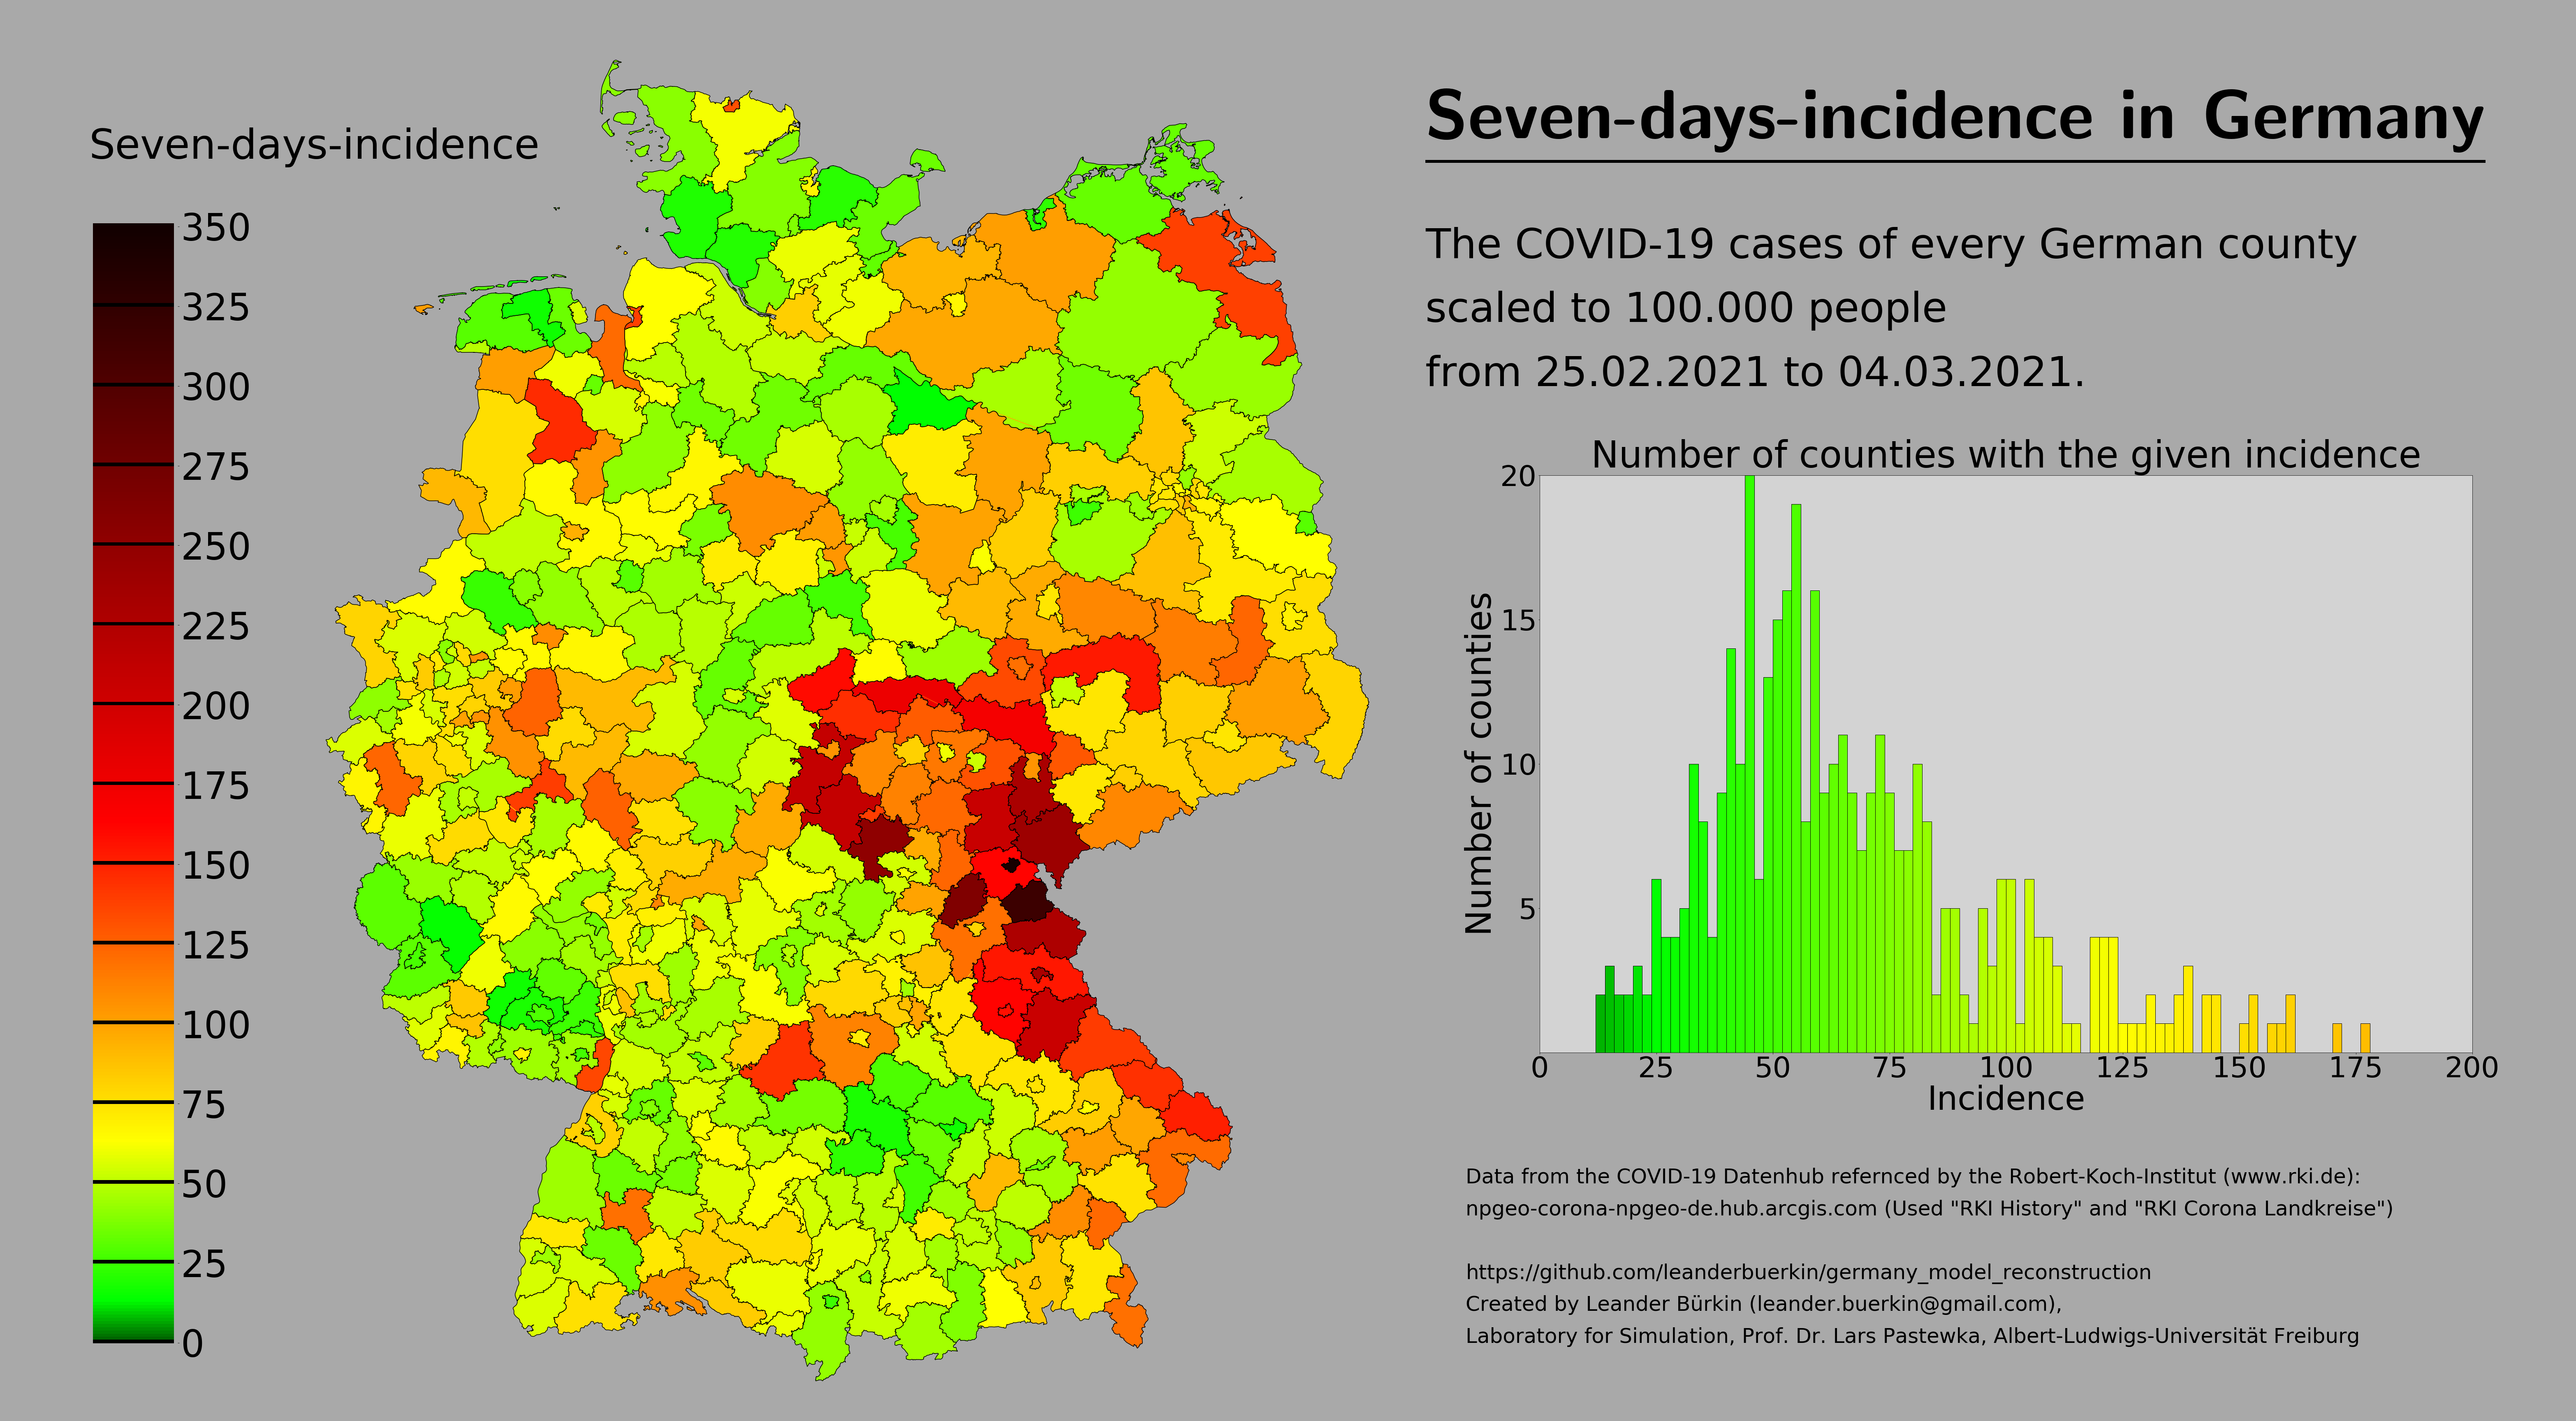 Seven-days-incidence
350
325
300
275
250
225
200
175
150
125
100
75
50
25
0
Seven-days-incidence in Germany
The COVID-19 cases of every German county
scaled to 100.000 people
from 25.02.2021 to 04.03.2021.
Number of counties with the given incidence
20
15
10
5
Number of counties
0 25 50 75 100 125 150 175 200
Incidence
Data from the COVID-19 Datenhub refernced by the Robert-Koch-Institut (www.rki.de):
npgeo-corona-npgeo-de.hub.arcgis.com (Used "RKI History" and "RKI Corona Landkreise")
https://github.com/leanderbuerkin/germany_model_reconstruction
Created by Leander Bürkin (leander.buerkin@gmail.com),
Laboratory for Simulation, Prof. Dr. Lars Pastewka, Albert-Ludwigs-Universität Freiburg